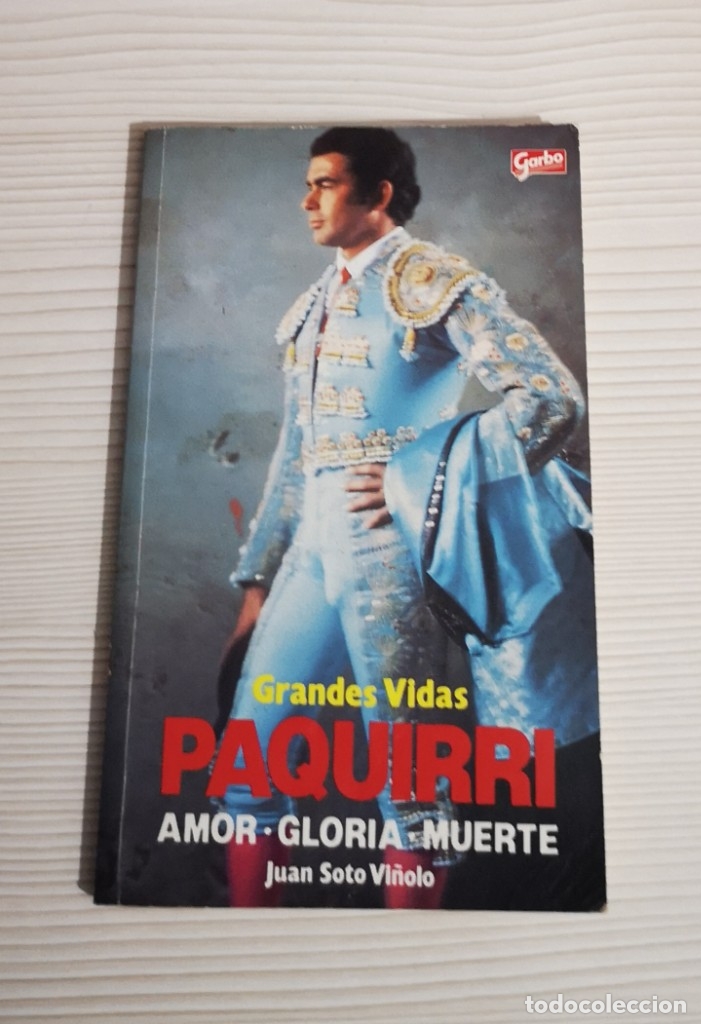 Garbo
Grandes Vidas
PAQUIRRI
AMOR · GLORIA · MUERTE
Juan Soto Viñolo
todocoleccion